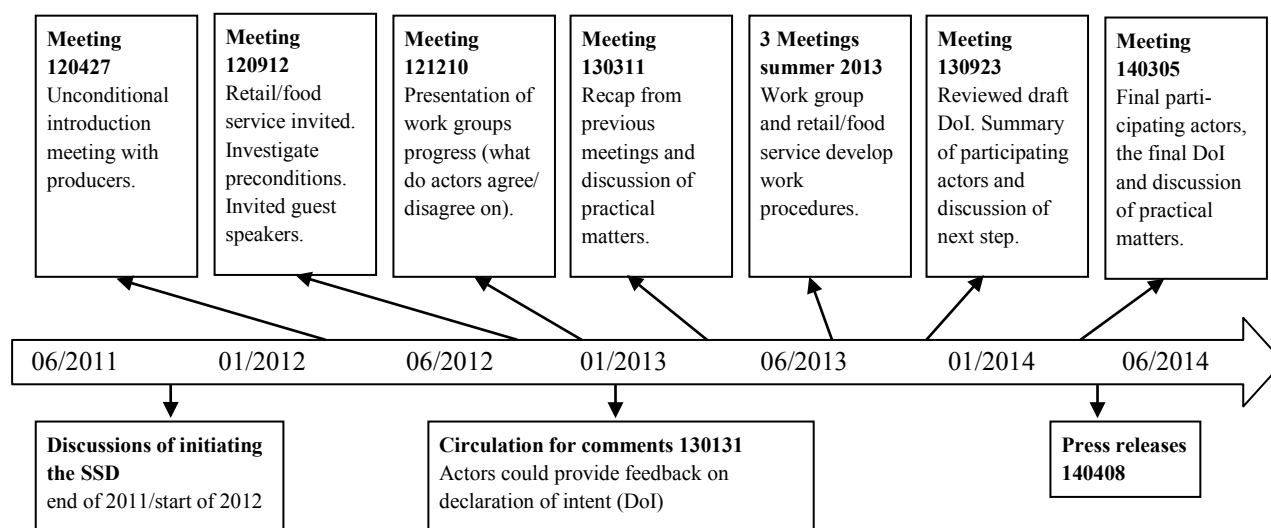 Meeting
120427
Unconditional
introduction
meeting with
producers.
Meeting
120912
Retail/food
service invited.
Investigate
preconditions.
Invited guest
speakers.
Meeting
121210
Presentation of
work groups
progress (what
do actors agree/
disagree on).
Meeting
130311
Recap from
previous
meetings and
discussion of
practical
matters.
3 Meetings
summer 2013
Work group
and retail/food
service develop
work
procedures.
Meeting
130923
Reviewed draft
DoI. Summary
of participating
actors and
discussion of
next step.
Meeting
140305
Final parti-
cipating actors,
the final DoI
and discussion
of practical
matters.
06/2011 01/2012 06/2012 01/2013 06/2013 01/2014 06/2014
Discussions of initiating
the SSD
end of 2011/start of 2012
Circulation for comments 130131
Actors could provide feedback on
declaration of intent (DoI)
Press releases
140408